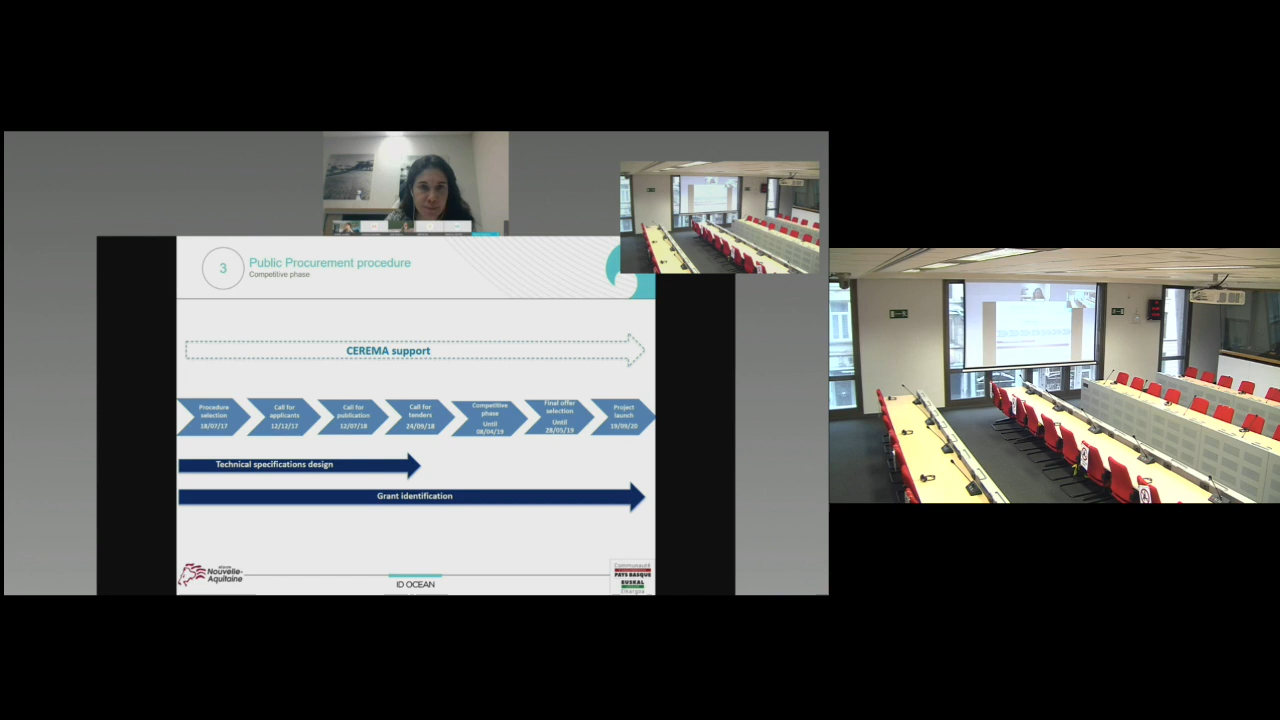 3
Public Procurement procedure
Competitive phase
CEREMA support
Procedure
selection
18/07/17
Call for
applicants
12/12/17
Call for
publication
12/07/18
Call for
tenders
24/09/18
Competitive
phase
Until
08/04/19
Final offer
selection
Until
28/05/19
Project
launch
19/09/20
Technical specifications design
Grant identification
RÉGION
Nouvelle-
Aquitaine
ID OCEAN
Communauté
PAYS BASQUE
EUSKAL
Elkargoa